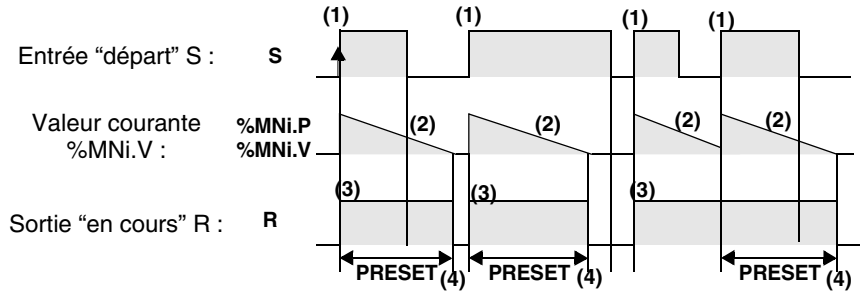 (1) (1) (1) (1)
Entrée “départ” S : S
Valeur courante %MNi.P (2) (2) (2) (2)
%MNi.V : %MNi.V
(3) (3) (3)
Sortie “en cours” R : R
PRESET (4) PRESET (4) PRESET (4)